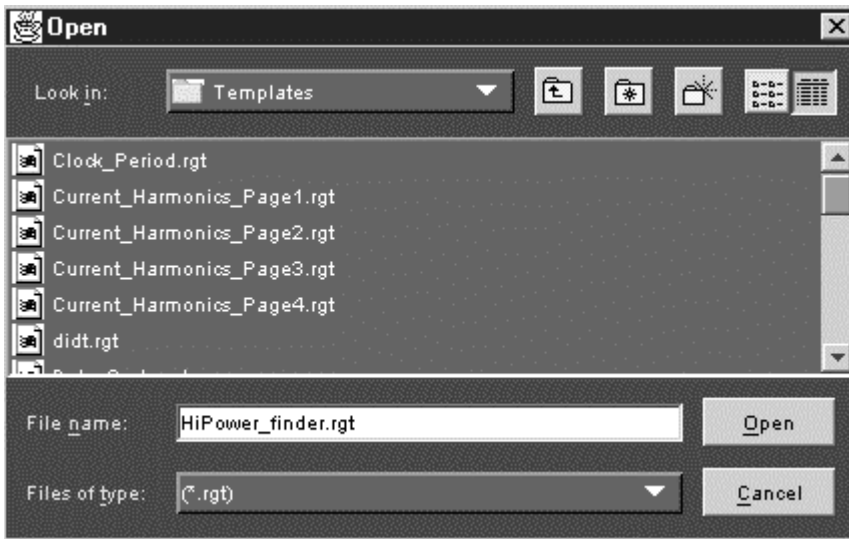 Open
Look in: Templates
Clock_Period.rgt
Current_Harmonics_Page1.rgt
Current_Harmonics_Page2.rgt
Current_Harmonics_Page3.rgt
Current_Harmonics_Page4.rgt
didt.rgt
File name: HiPower_finder.rgt Open
Files of type: (*.rgt) Cancel